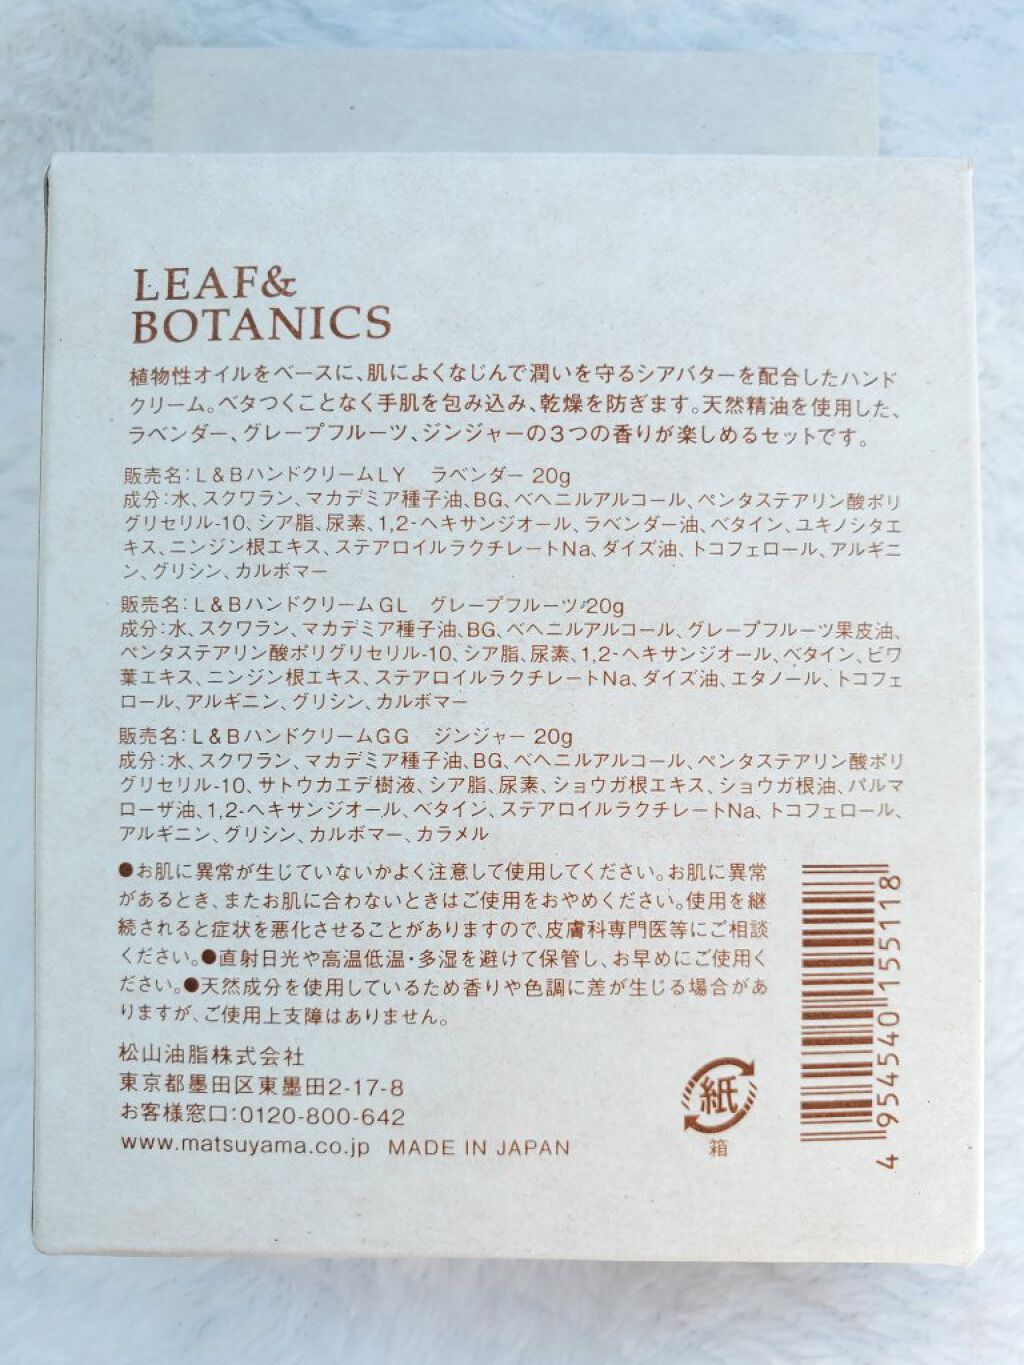 LEAF&
BOTANICS
植物性オイルをベースに、肌によくなじんで潤いを守るシアバターを配合したハンド
クリーム。ベタつくことなく手肌を包み込み、乾燥を防ぎます。天然精油を使用した、
ラベンダー、グレープフルーツ、ジンジャーの3つの香りが楽しめるセットです。
販売名:L&BハンドクリームLY ラベンダー 20g
成分:水、スクワラン、マカデミア種子油、BG、ベヘニルアルコール、ペンタステアリン酸ポリ
グリセリル-10、シア脂、尿素、1,2-ヘキサンジオール、ラベンダー油、ベタイン、ユキノシタエ
キス、ニンジン根エキス、ステアロイルラクチレートNa、ダイズ油、トコフェロール、アルギニ
ン、グリシン、カルボマー
販売名:L&BハンドクリームGL グレープフルーツ 20g
成分:水、スクワラン、マカデミア種子油、BG、ベヘニルアルコール、グレープフルーツ果皮油、
ペンタステアリン酸ポリグリセリル-10、シア脂、尿素、1,2-ヘキサンジオール、ベタイン、ビワ
葉エキス、ニンジン根エキス、ステアロイルラクチレートNa、ダイズ油、エタノール、トコフェ
ロール、アルギニン、グリシン、カルボマー
販売名:L&BハンドクリームGG ジンジャー 20g
成分:水、スクワラン、マカデミア種子油、BG、ベヘニルアルコール、ペンタステアリン酸ポリ
グリセリル-10、サトウカエデ樹液、シア脂、尿素、ショウガ根エキス、ショウガ根油、パルマ
ローザ油、1,2-ヘキサンジオール、ベタイン、ステアロイルラクチレートNa、トコフェロール、
アルギニン、グリシン、カルボマー、カラメル
●お肌に異常が生じていないかよく注意して使用してください。お肌に異常
があるとき、またお肌に合わないときはご使用をおやめください。使用を継
続されると症状を悪化させることがありますので、皮膚科専門医等にご相談
ください。●直射日光や高温低温・多湿を避けて保管し、お早めにご使用く
ださい。●天然成分を使用しているため香りや色調に差が生じる場合があ
りますが、ご使用上支障はありません。
松山油脂株式会社
東京都墨田区東墨田2-17-8
お客様窓口:0120-800-642
www.matsuyama.co.jp MADE IN JAPAN
紙
箱
4 954540 155118